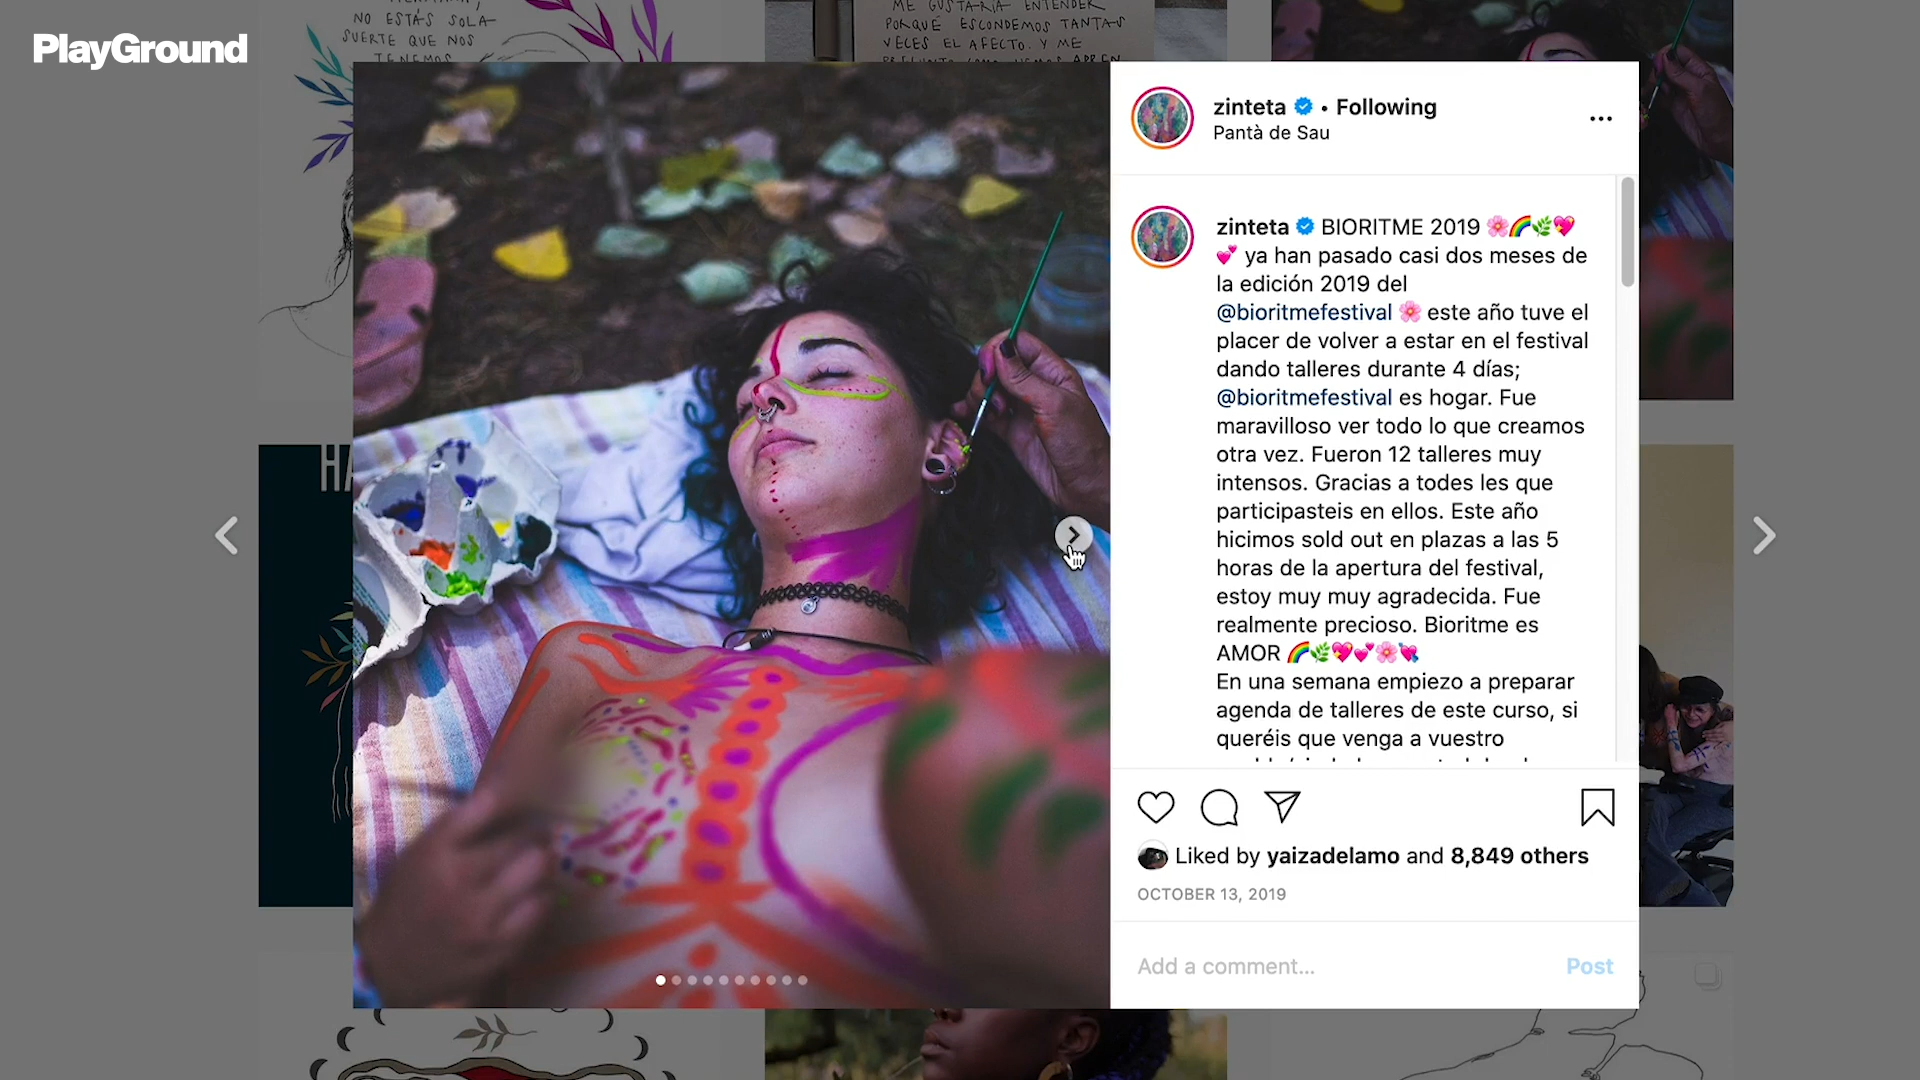 NO ESTÁS SOLA
SUERTE QUE NOS
TENEMOS
ME GUSTARÍA ENTENDER
PORQUÉ ESCONDEMOS TANTAS
VECES EL AFECTO. Y ME
PlayGround
zinteta • Following
Pantà de Sau
zinteta BIORITME 2019 🌸🌈🌿💖
💕 ya han pasado casi dos meses de
la edición 2019 del
@bioritmefestival 🌸 este año tuve el
placer de volver a estar en el festival
dando talleres durante 4 días;
@bioritmefestival es hogar. Fue
maravilloso ver todo lo que creamos
otra vez. Fueron 12 talleres muy
intensos. Gracias a todes les que
participasteis en ellos. Este año
hicimos sold out en plazas a las 5
horas de la apertura del festival,
estoy muy muy agradecida. Fue
realmente precioso. Bioritme es
AMOR 🌈🌿💖💕🌸💘
En una semana empiezo a preparar
agenda de talleres de este curso, si
queréis que venga a vuestro
Liked by yaizadelamo and 8,849 others
OCTOBER 13, 2019
Add a comment...
Post